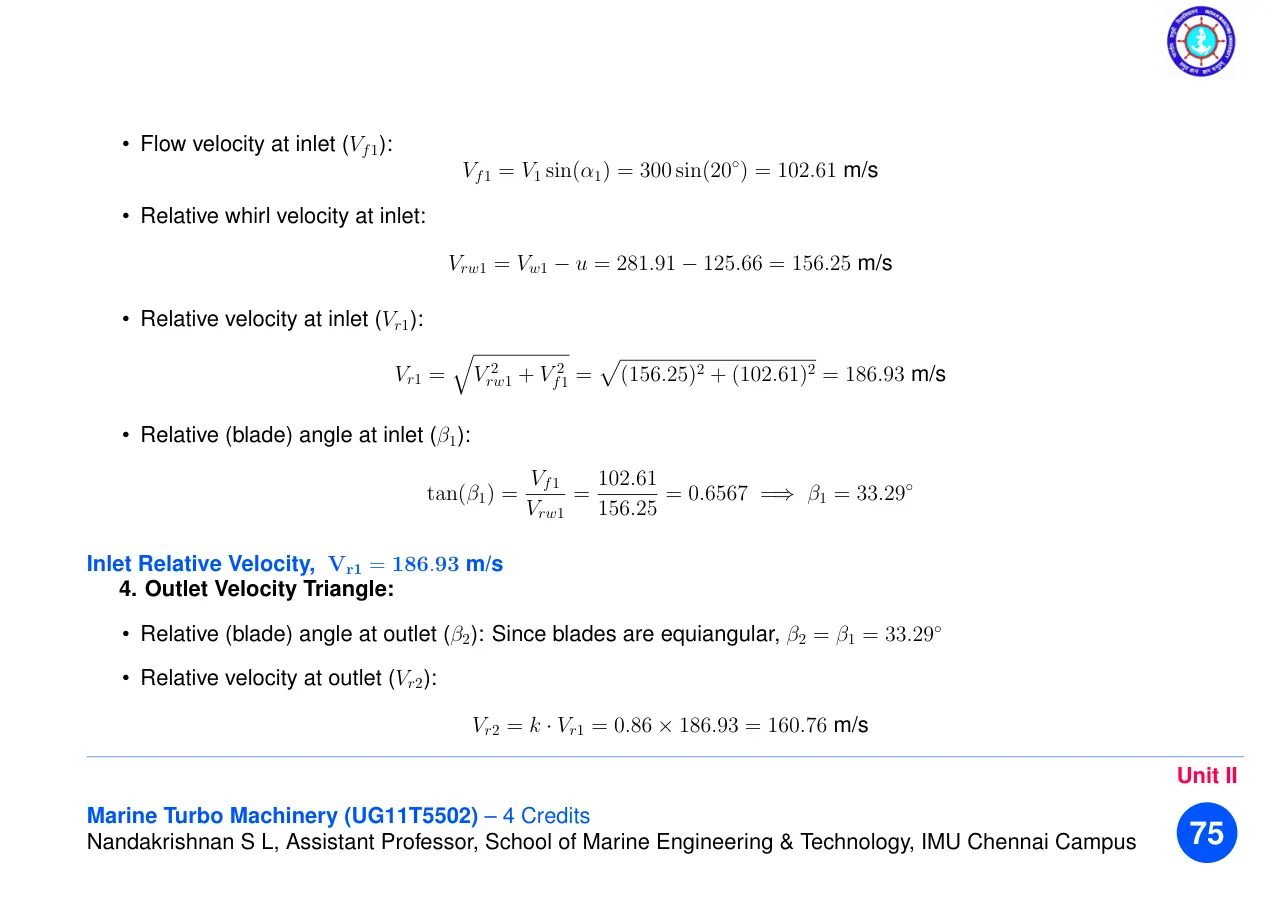 • Flow velocity at inlet (V_{f1}):
V_{f1} = V_1 sin(α_1) = 300 sin(20°) = 102.61 m/s
• Relative whirl velocity at inlet:
V_{rw1} = V_{w1} − u = 281.91 − 125.66 = 156.25 m/s
• Relative velocity at inlet (V_{r1}):
V_{r1} = √(V_{rw1}^2 + V_{f1}^2) = √((156.25)^2 + (102.61)^2) = 186.93 m/s
• Relative (blade) angle at inlet (β_1):
tan(β_1) = V_{f1}/V_{rw1} = 102.61/156.25 = 0.6567 ⟹ β_1 = 33.29°
Inlet Relative Velocity, V_{r1} = 186.93 m/s
4. Outlet Velocity Triangle:
• Relative (blade) angle at outlet (β_2): Since blades are equiangular, β_2 = β_1 = 33.29°
• Relative velocity at outlet (V_{r2}):
V_{r2} = k · V_{r1} = 0.86 × 186.93 = 160.76 m/s
Unit II
Marine Turbo Machinery (UG11T5502) – 4 Credits
Nandakrishnan S L, Assistant Professor, School of Marine Engineering & Technology, IMU Chennai Campus
75